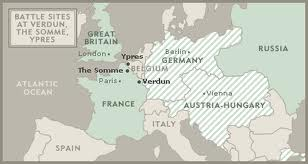 BATTLE SITES
AT VERDUN,
THE SOMME,
YPRES
GREAT
BRITAIN
London
Ypres
The Somme
Paris
Verdun
Berlin
GERMANY
BELGIUM
RUSSIA
ATLANTIC
OCEAN
FRANCE
Vienna
AUSTRIA-HUNGARY
ITALY
SPAIN